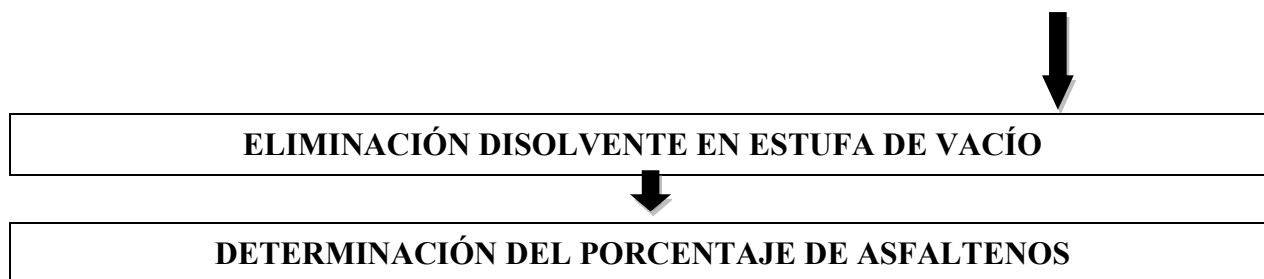 ELIMINACIÓN DISOLVENTE EN ESTUFA DE VACÍO
DETERMINACIÓN DEL PORCENTAJE DE ASFALTENOS